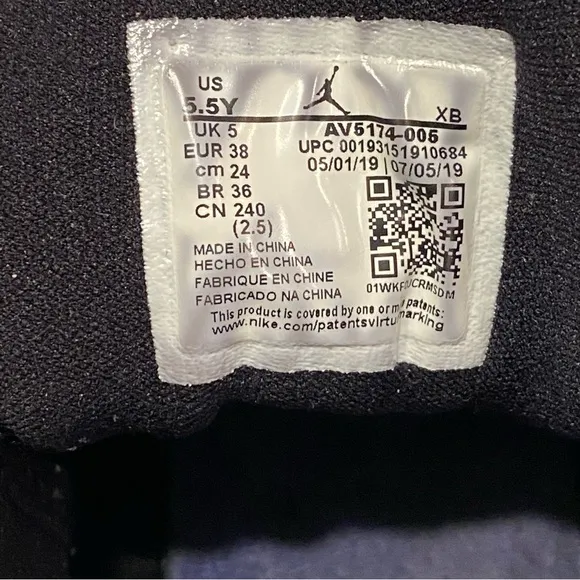 US
5.5Y
XB
UK 5
AV5174-005
EUR 38
UPC 00193151910684
cm 24
05/01/19 07/05/19
BR 36
CN 240
(2.5)
MADE IN CHINA
HECHO EN CHINA
FABRIQUE EN CHINE
FABRICADO NA CHINA
This product is covered by one or more patents:
www.nike.com/patentsvirtualmarking